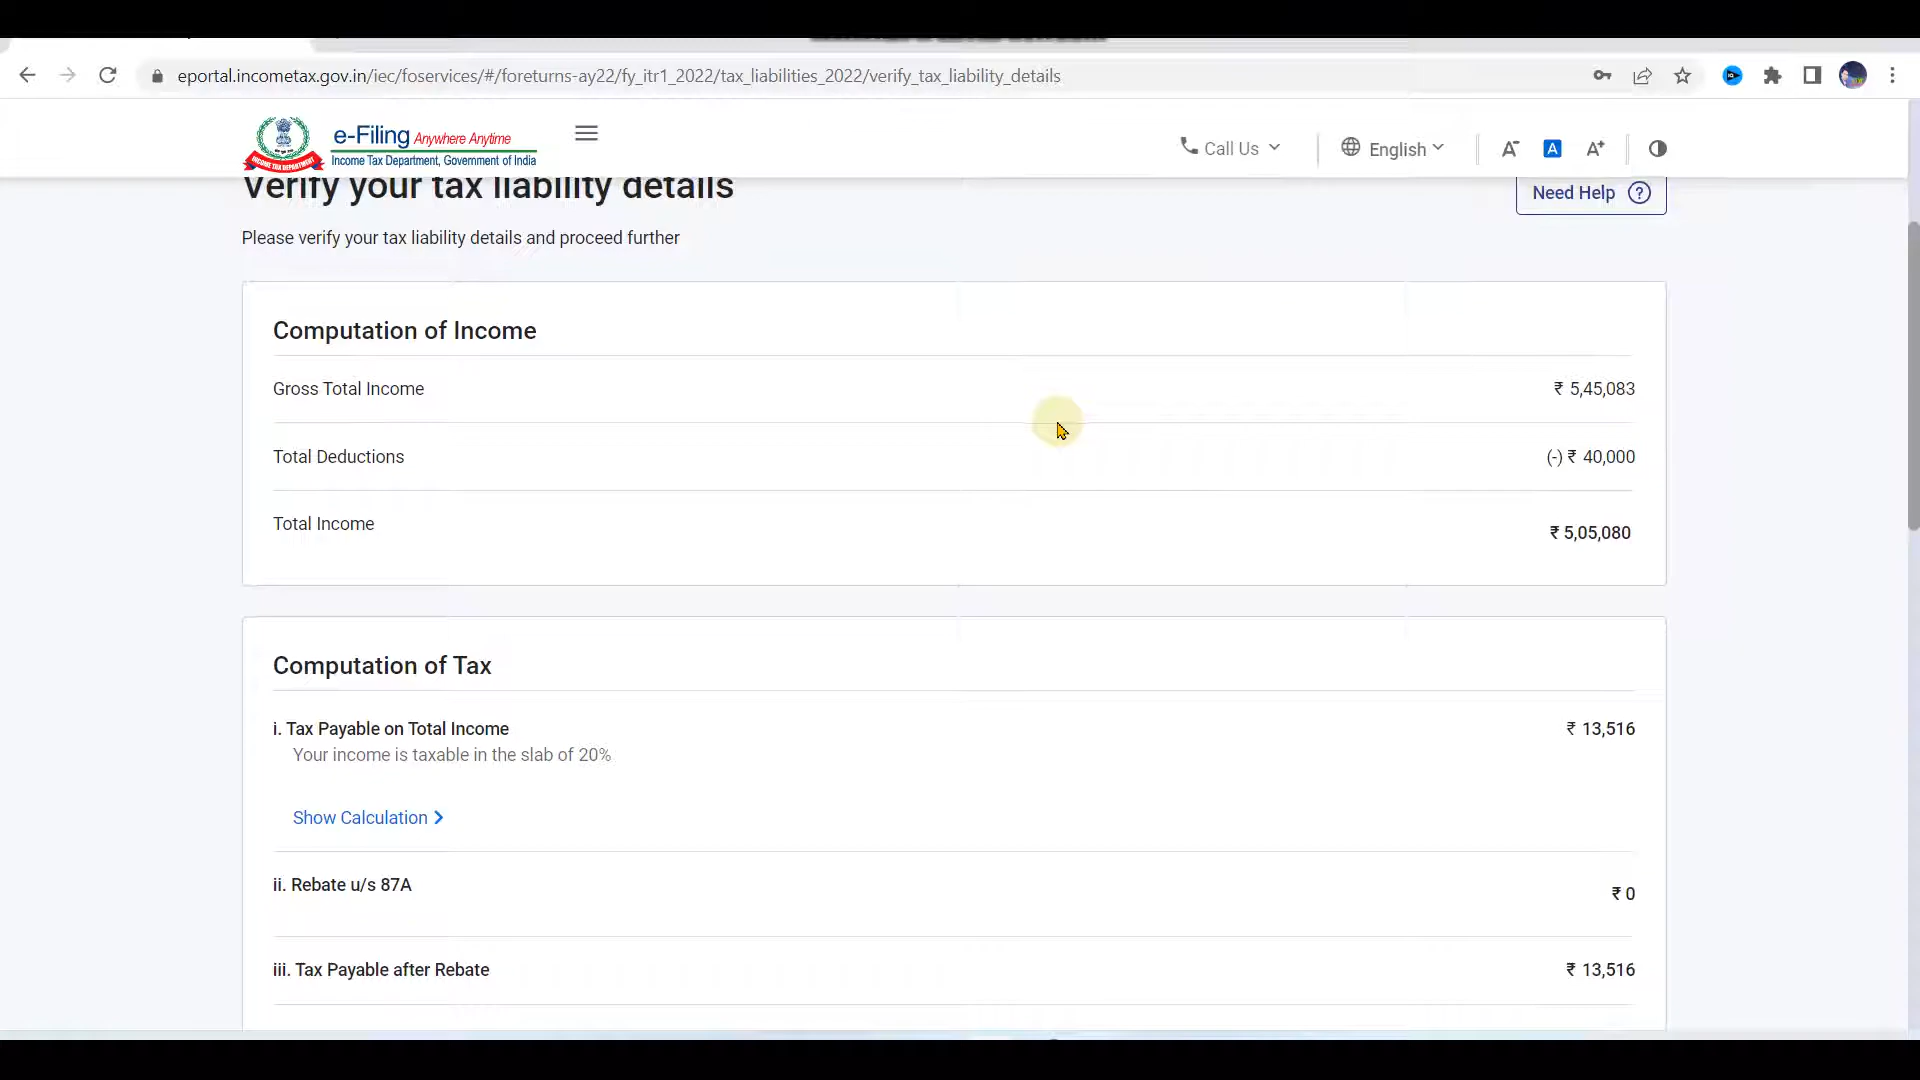 eportal.incometax.gov.in/iec/foservices/#/foreturns-ay22/fy_itr1_2022/tax_liabilities_2022/verify_tax_liability_details
e-Filing Anywhere Anytime
Income Tax Department, Government of India
INCOME TAX DEPARTMENT
Call Us
English
A-
A
A+
Verify your tax liability details
Need Help ?
Please verify your tax liability details and proceed further
Computation of Income
Gross Total Income ₹ 5,45,083
Total Deductions (-) ₹ 40,000
Total Income ₹ 5,05,080
Computation of Tax
i. Tax Payable on Total Income ₹ 13,516
Your income is taxable in the slab of 20%
Show Calculation
ii. Rebate u/s 87A ₹ 0
iii. Tax Payable after Rebate ₹ 13,516